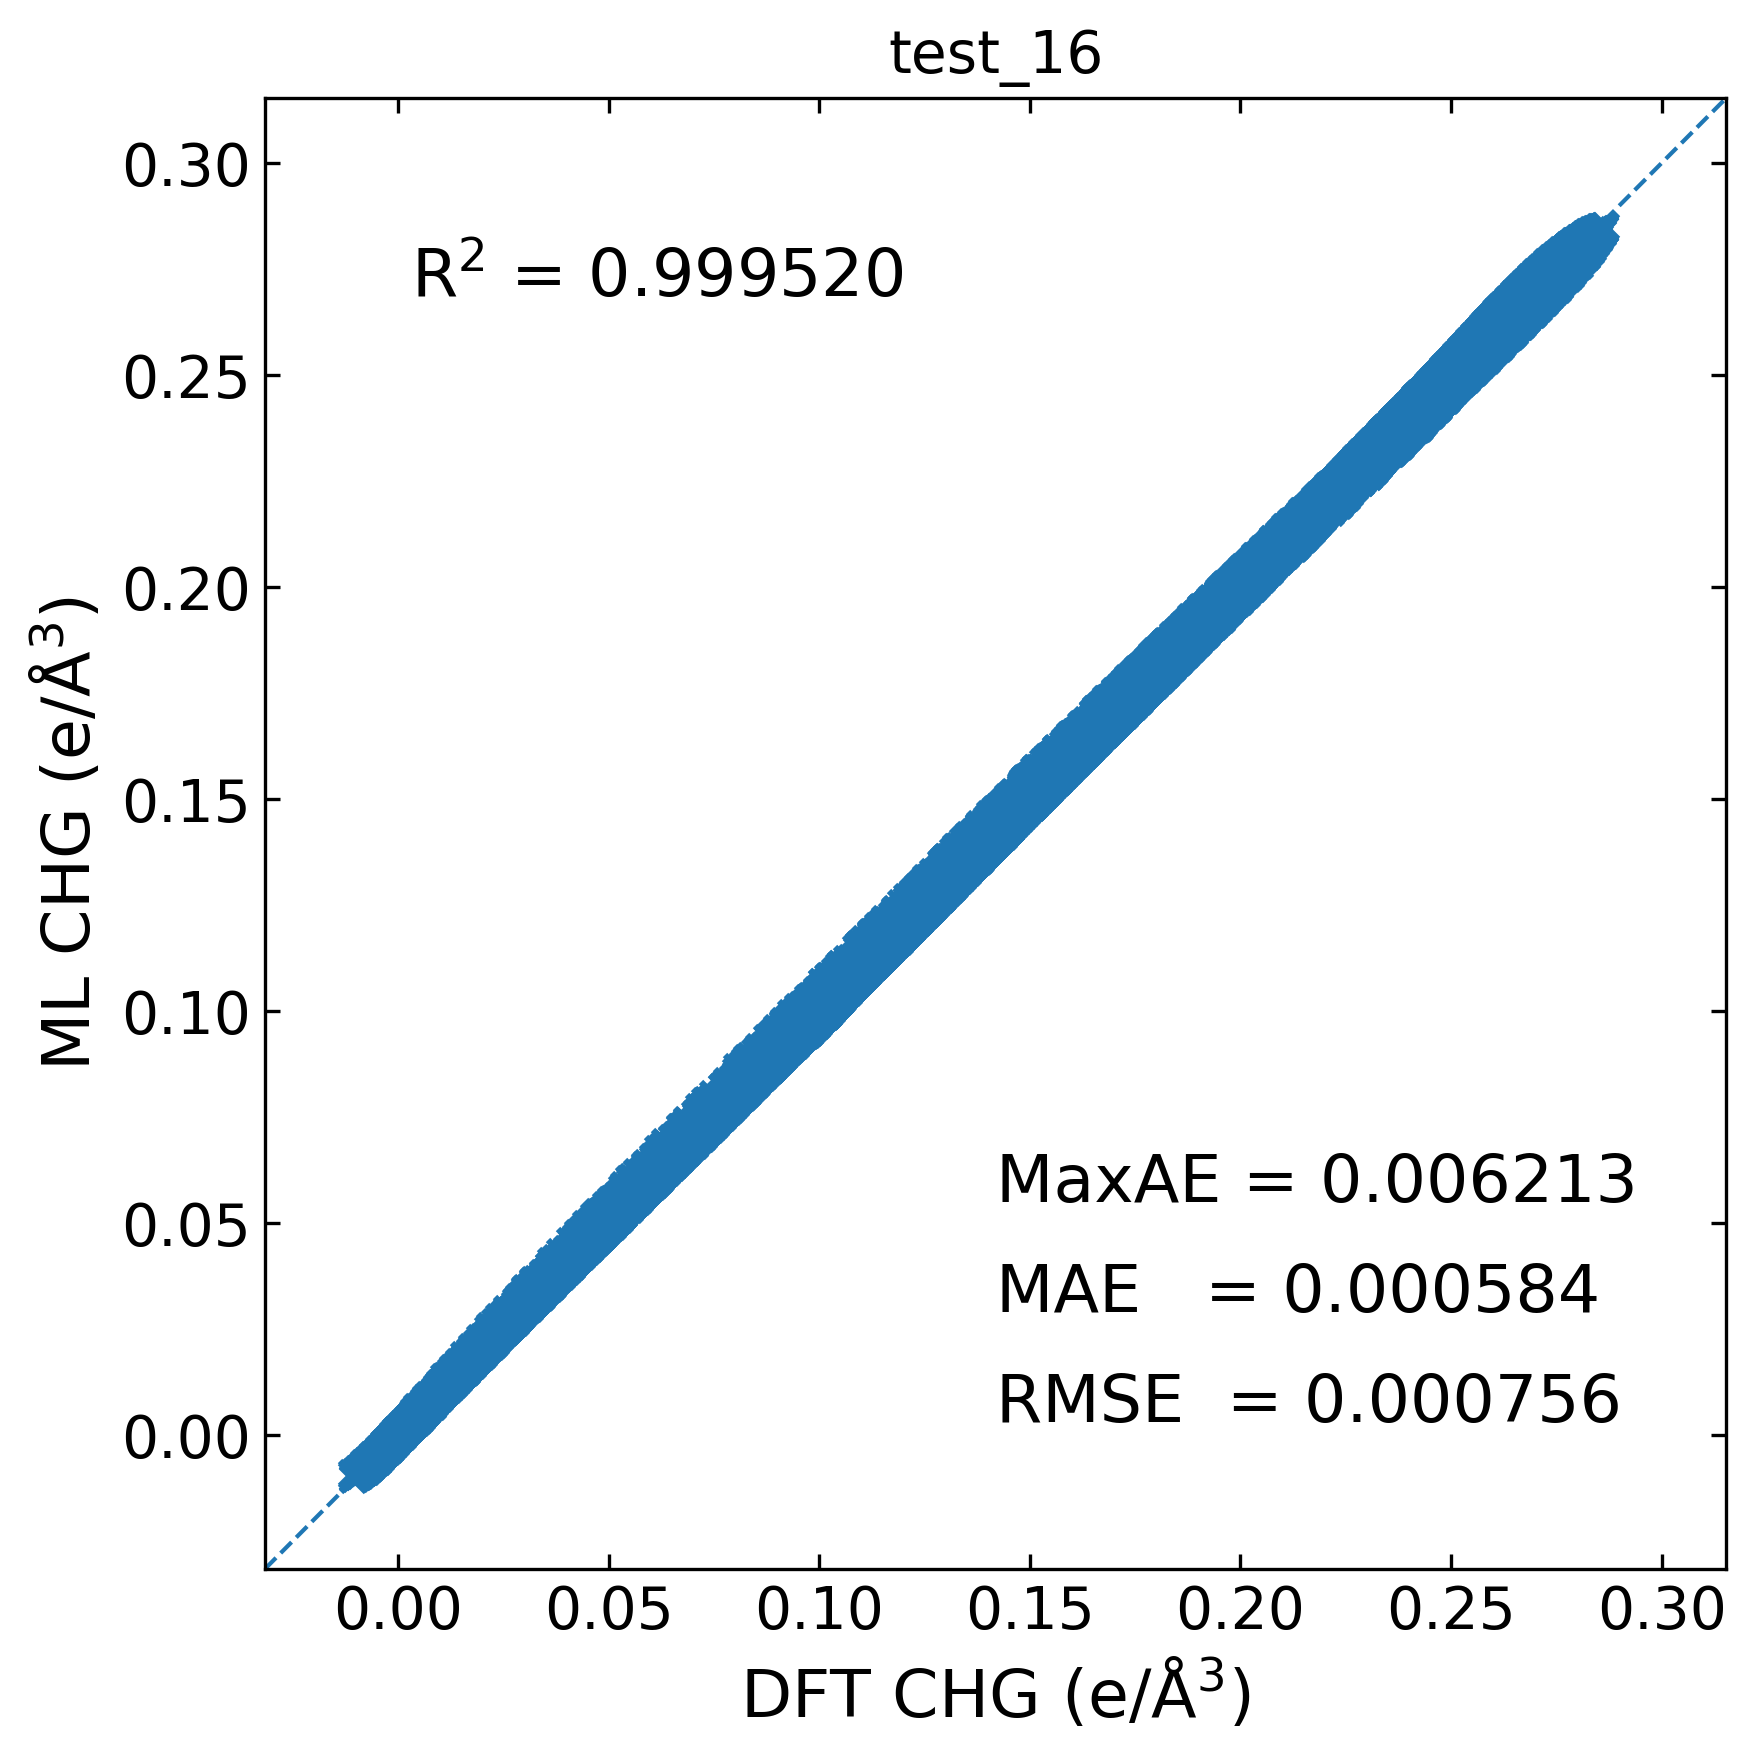 test_16
R² = 0.999520
MaxAE = 0.006213
MAE = 0.000584
RMSE = 0.000756
ML CHG (e/Å³)
0.30
0.25
0.20
0.15
0.10
0.05
0.00
0.00 0.05 0.10 0.15 0.20 0.25 0.30
DFT CHG (e/Å³)